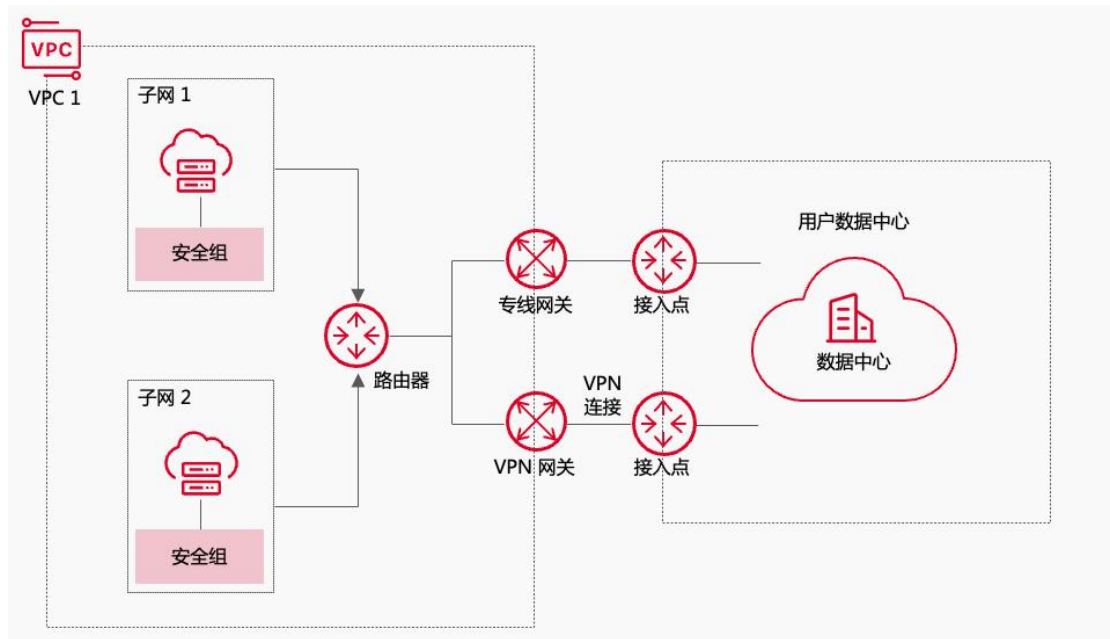 VPC
VPC 1
子网 1
安全组
子网 2
安全组
路由器
专线网关
接入点
VPN
连接
VPN 网关
接入点
用户数据中心
数据中心